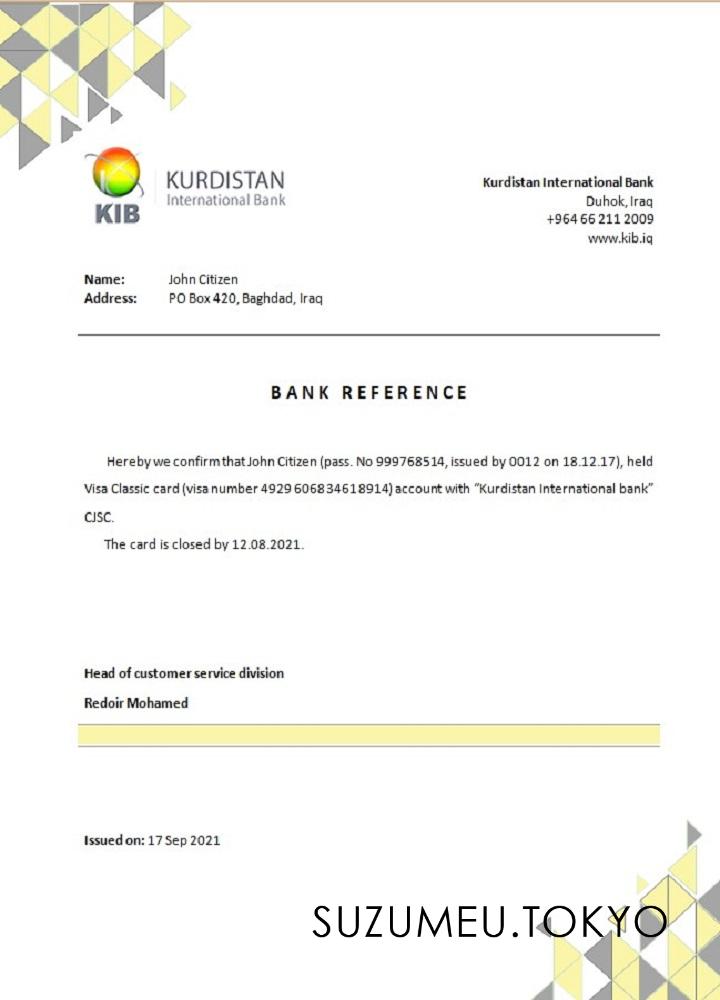 KIB
KURDISTAN
International Bank
Kurdistan International Bank
Duhok, Iraq
+964 66 211 2009
www.kib.iq
Name: John Citizen
Address: PO Box 420, Baghdad, Iraq
BANK REFERENCE
Hereby we confirm that John Citizen (pass. No 999768514, issued by 0012 on 18.12.17), held
Visa Classic card (visa number 4929 606834618914) account with "Kurdistan International bank"
CJSC.
The card is closed by 12.08.2021.
Head of customer service division
Redoir Mohamed
Issued on: 17 Sep 2021
SUZUMEU.TOKYO